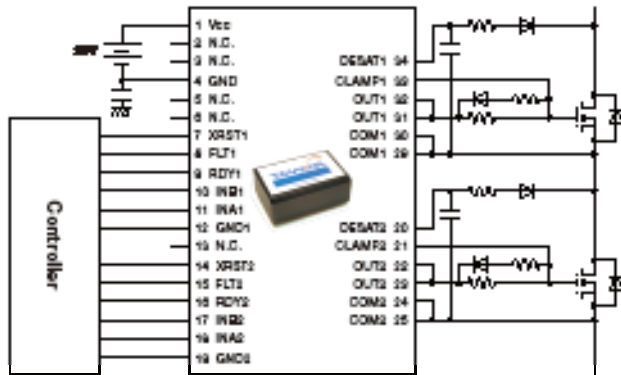 1 Vcc
2 N.C.
3 N.C.
4 GND
5 N.C.
6 N.C.
7 XRST1
8 FLT1
9 RDY1
10 INB1
11 INA1
12 GND1
13 N.C.
14 XRST2
15 FLT2
16 RDY2
17 INB2
18 INA2
19 GND2
Controller
DESAT1 34
CLAMP1 33
OUT1 32
OUT1 31
COM1 30
COM1 29
DESAT2 20
CLAMP2 21
OUT2 22
OUT2 23
COM2 24
COM2 25